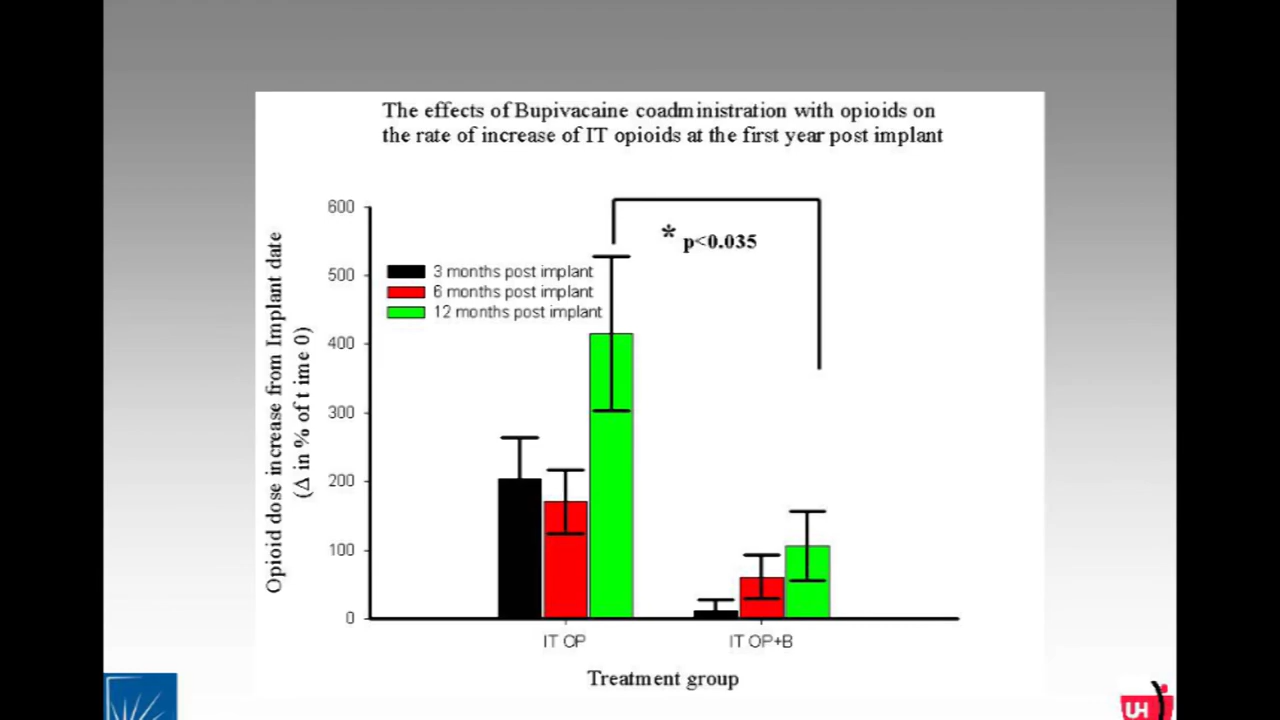 The effects of Bupivacaine coadministration with opioids on
the rate of increase of IT opioids at the first year post implant
Opioid dose increase from Implant date
(Δ in % of t ime 0)
600
500
400
300
200
100
0
* p<0.035
3 months post implant
6 months post implant
12 months post implant
IT OP
IT OP+B
Treatment group
UH